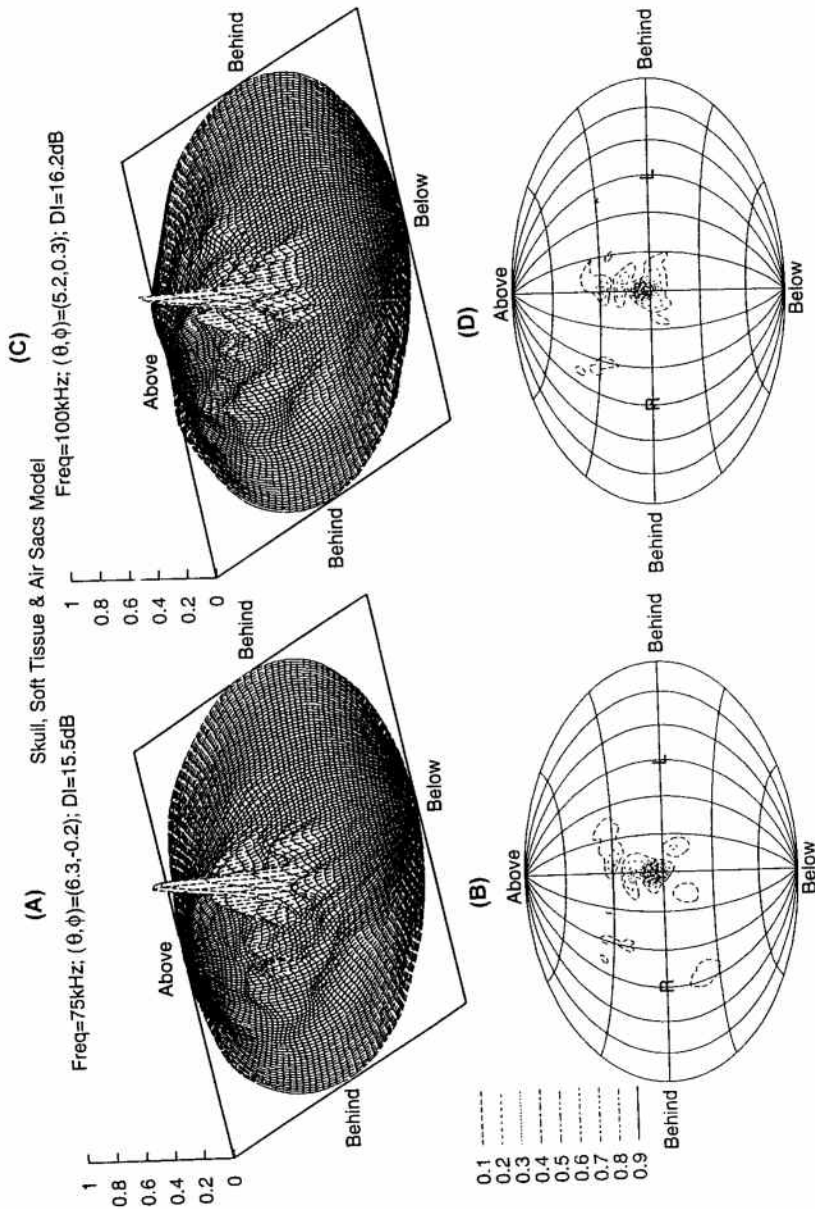 Skull, Soft Tissue & Air Sacs Model
(A)
Freq=75kHz; (θ,φ)=(6.3,-0.2); DI=15.5dB
1
0.8
0.6
0.4
0.2
0
Above
Behind
Behind
Below
(C)
Freq=100kHz; (θ,φ)=(5.2,0.3); DI=16.2dB
1
0.8
0.6
0.4
0.2
0
Above
Behind
Behind
Below
(B)
0.1
0.2
0.3
0.4
0.5
0.6
0.7
0.8
0.9
Above
Behind
R
L
Behind
Below
(D)
Above
Behind
R
L
Behind
Below